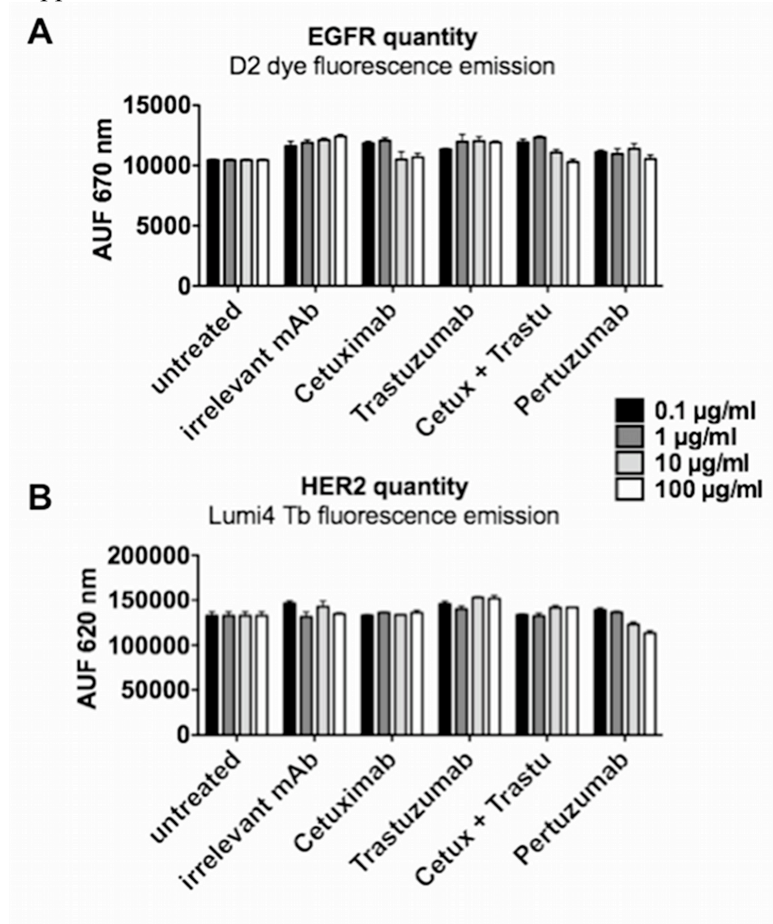 A
EGFR quantity
D2 dye fluorescence emission
AUF 670 nm
15000
10000
5000
0
untreated
irrelevant mAb
Cetuximab
Trastuzumab
Cetux + Trastu
Pertuzumab
0.1 µg/ml
1 µg/ml
10 µg/ml
100 µg/ml
B
HER2 quantity
Lumi4 Tb fluorescence emission
AUF 620 nm
200000
150000
100000
50000
0
untreated
irrelevant mAb
Cetuximab
Trastuzumab
Cetux + Trastu
Pertuzumab